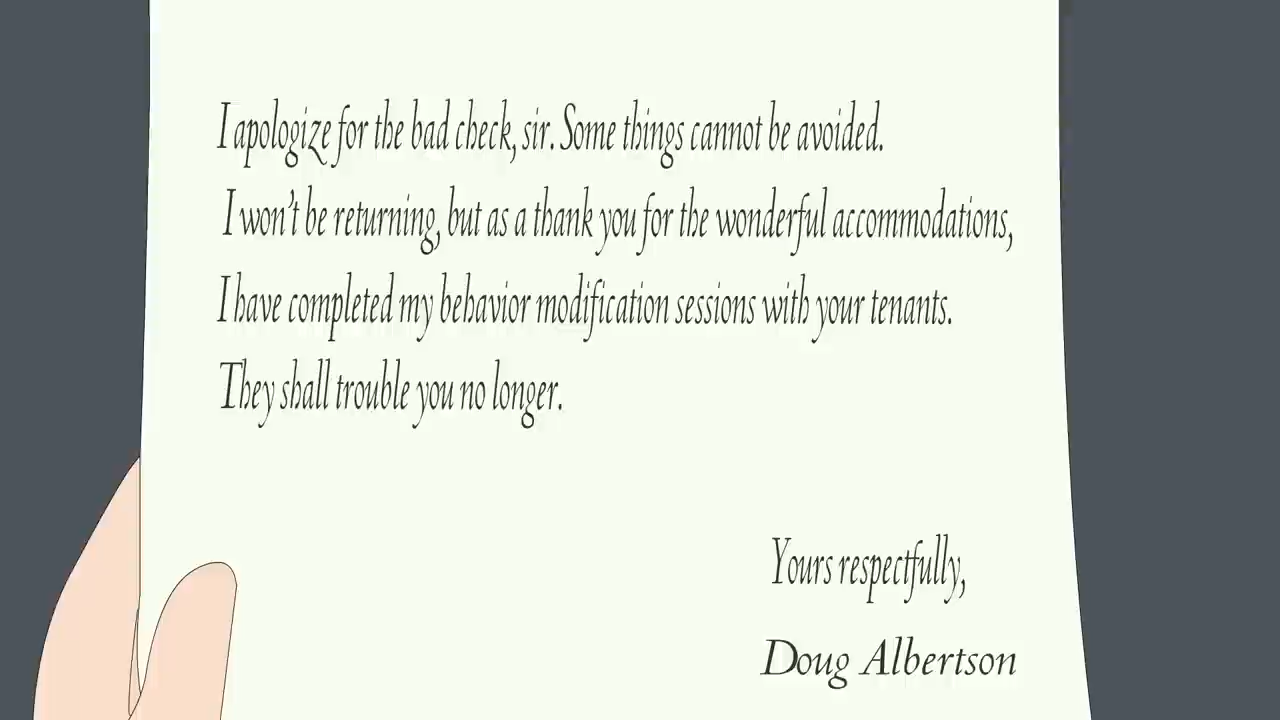 I apologize for the bad check, sir. Some things cannot be avoided.
I won't be returning, but as a thank you for the wonderful accommodations,
I have completed my behavior modification sessions with your tenants.
They shall trouble you no longer.
Yours respectfully,
Doug Albertson